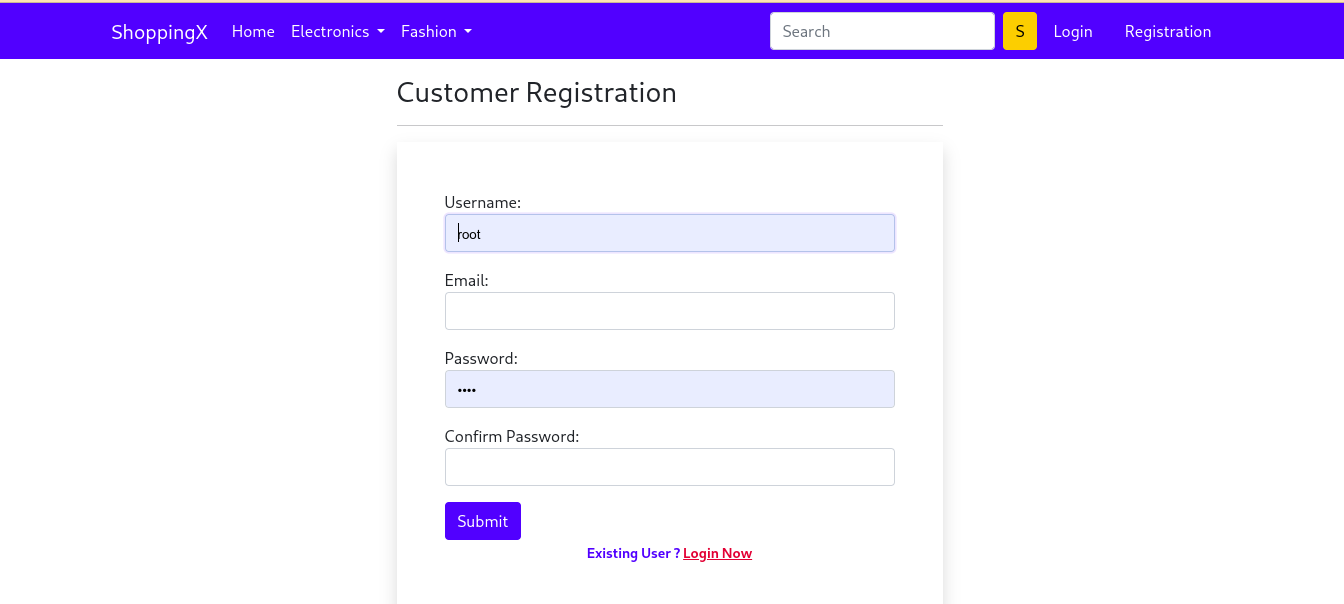 ShoppingX Home Electronics Fashion Search S Login Registration
Customer Registration
Username:
root
Email:
Password:
••••
Confirm Password:
Submit
Existing User ? Login Now